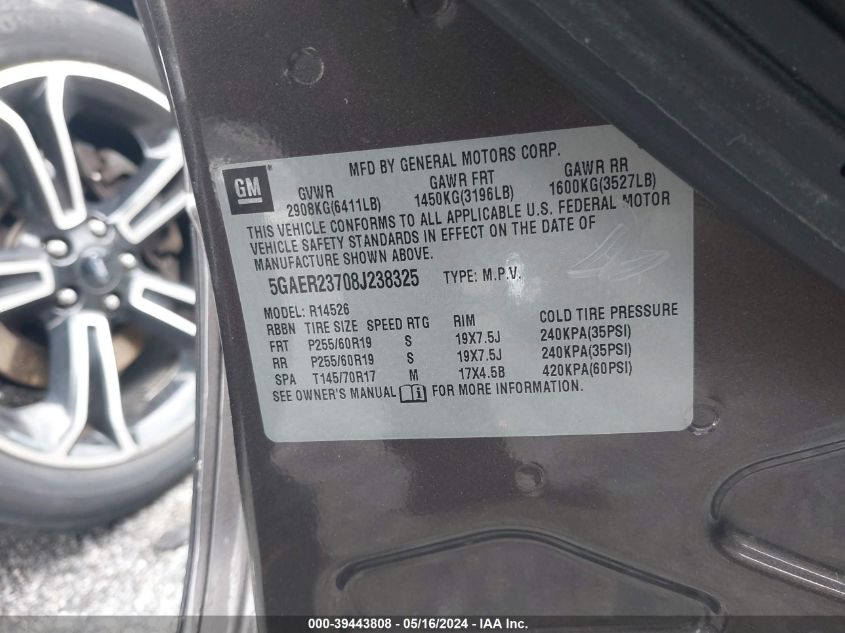 MFD BY GENERAL MOTORS CORP.
GM
GVWR GAWR FRT GAWR RR
2908KG(6411LB) 1450KG(3196LB) 1600KG(3527LB)
THIS VEHICLE CONFORMS TO ALL APPLICABLE U.S. FEDERAL MOTOR
VEHICLE SAFETY STANDARDS IN EFFECT ON THE DATE OF
MANUFACTURE SHOWN ABOVE.
5GAER23708J238325 TYPE: M.P.V.
MODEL: R14526
RBBN TIRE SIZE SPEED RTG RIM COLD TIRE PRESSURE
FRT P255/60R19 S 19X7.5J 240KPA(35PSI)
RR P255/60R19 S 19X7.5J 240KPA(35PSI)
SPA T145/70R17 M 17X4.5B 420KPA(60PSI)
SEE OWNER'S MANUAL FOR MORE INFORMATION.
000-39443808 - 05/16/2024 - IAA Inc.